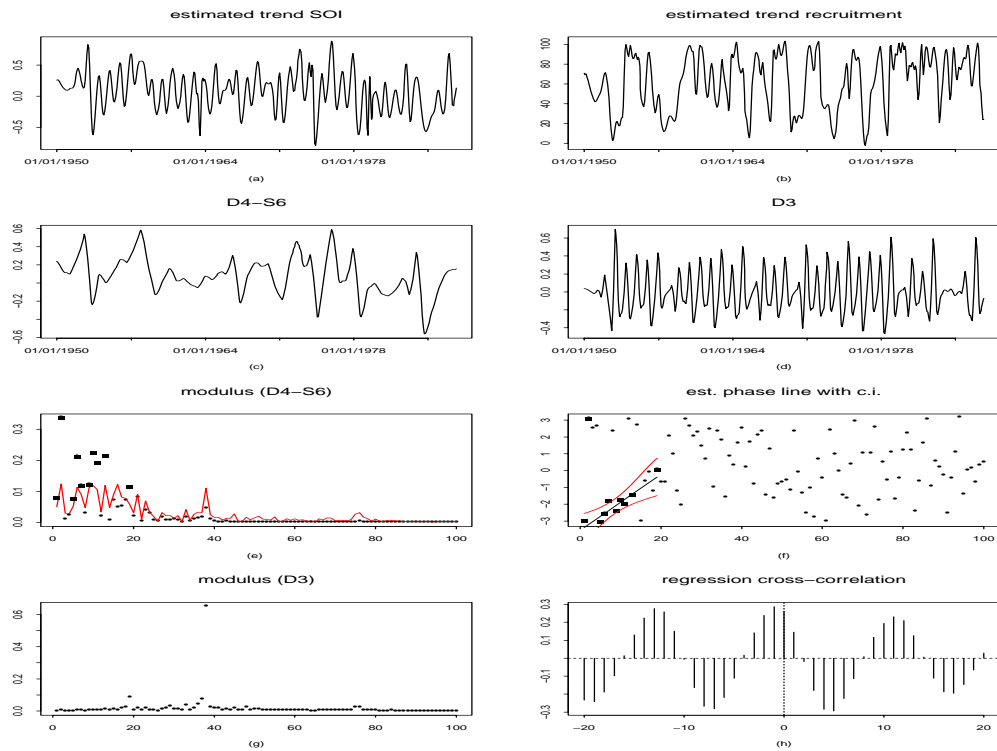 estimated trend SOI
estimated trend recruitment
0.5
0.0
−0.5
100
80
60
40
20
0
01/01/1950 01/01/1964 01/01/1978
01/01/1950 01/01/1964 01/01/1978
(a)
(b)
D4−S6
D3
0.6
0.4
0.2
−0.2
−0.6
0.6
0.4
0.2
0.0
−0.4
01/01/1950 01/01/1964 01/01/1978
01/01/1950 01/01/1964 01/01/1978
(c)
(d)
modulus (D4−S6)
est. phase line with c.i.
0.3
0.2
0.1
0.0
3
2
1
0
−1
−2
−3
0 20 40 60 80 100
0 20 40 60 80 100
(e)
(f)
modulus (D3)
regression cross−correlation
0.6
0.4
0.2
0.0
0.3
0.1
−0.1
−0.3
0 20 40 60 80 100
−20 −10 0 10 20
(g)
(h)